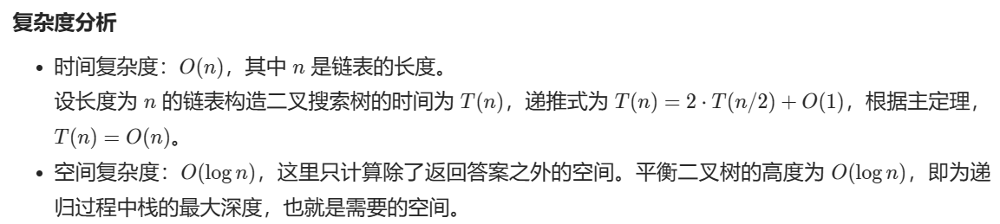 复杂度分析
• 时间复杂度：O(n)，其中 n 是链表的长度。
设长度为 n 的链表构造二叉搜索树的时间为 T(n)，递推式为 T(n) = 2 · T(n/2) + O(1)，根据主定理，
T(n) = O(n)。
• 空间复杂度：O(log n)，这里只计算除了返回答案之外的空间。平衡二叉树的高度为 O(log n)，即为递
归过程中栈的最大深度，也就是需要的空间。